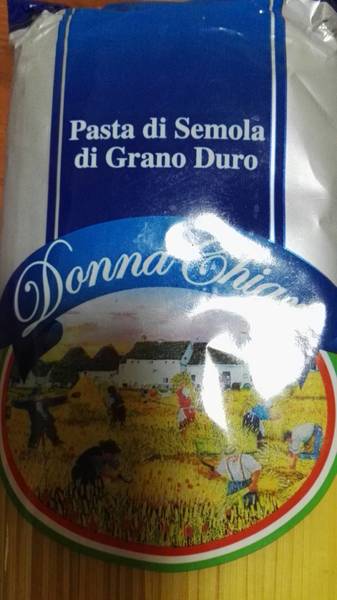 Pasta di Semola
di Grano Duro
Donna